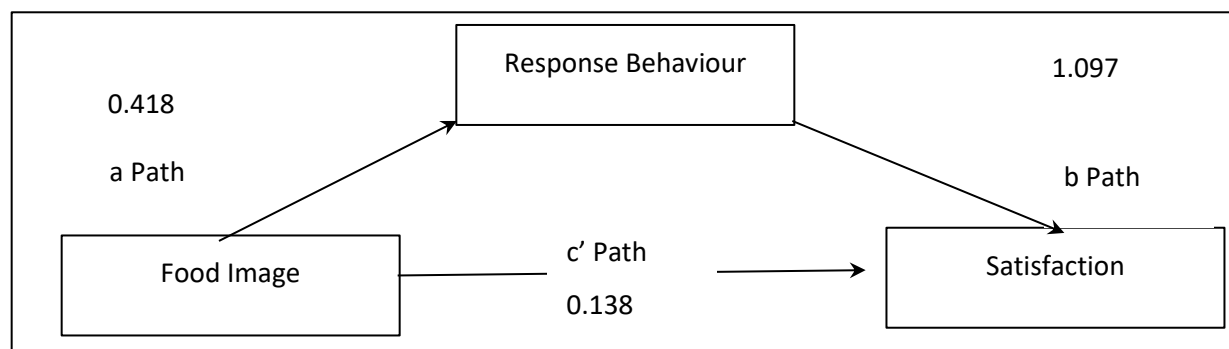 Response Behaviour
1.097
0.418
a Path
b Path
Food Image
c’ Path
0.138
Satisfaction